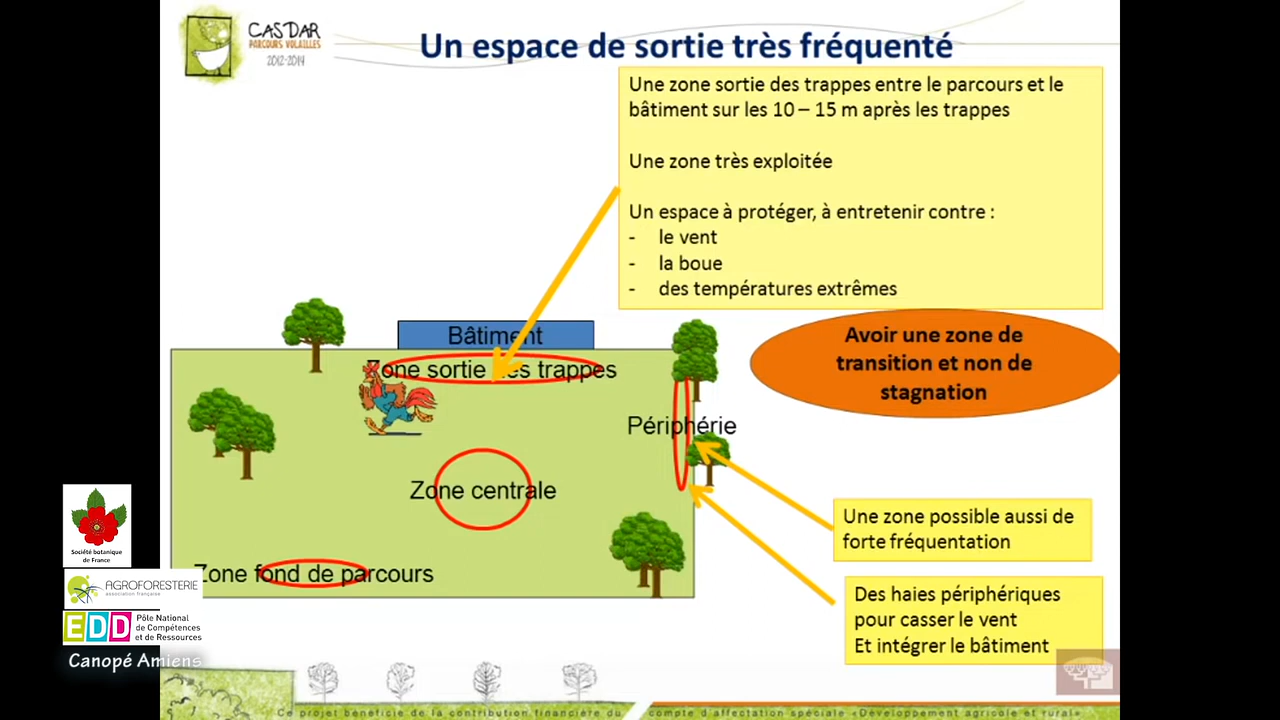 CASDAR
PARCOURS VOLAILLES
2012-2014
Un espace de sortie très fréquenté
Une zone sortie des trappes entre le parcours et le
bâtiment sur les 10 – 15 m après les trappes
Une zone très exploitée
Un espace à protéger, à entretenir contre :
- le vent
- la boue
- des températures extrêmes
Avoir une zone de
transition et non de
stagnation
Bâtiment
Zone sortie des trappes
Périphérie
Zone centrale
Zone fond de parcours
Une zone possible aussi de
forte fréquentation
Des haies périphériques
pour casser le vent
Et intégrer le bâtiment
Société botanique
de France
AGROFORESTERIE
association française
EDD
Pôle National
de Compétences
et de Ressources
Canopé Amiens
Ce projet bénéficie de la contribution financière du compte d'affectation spéciale «Développement agricole et rural»